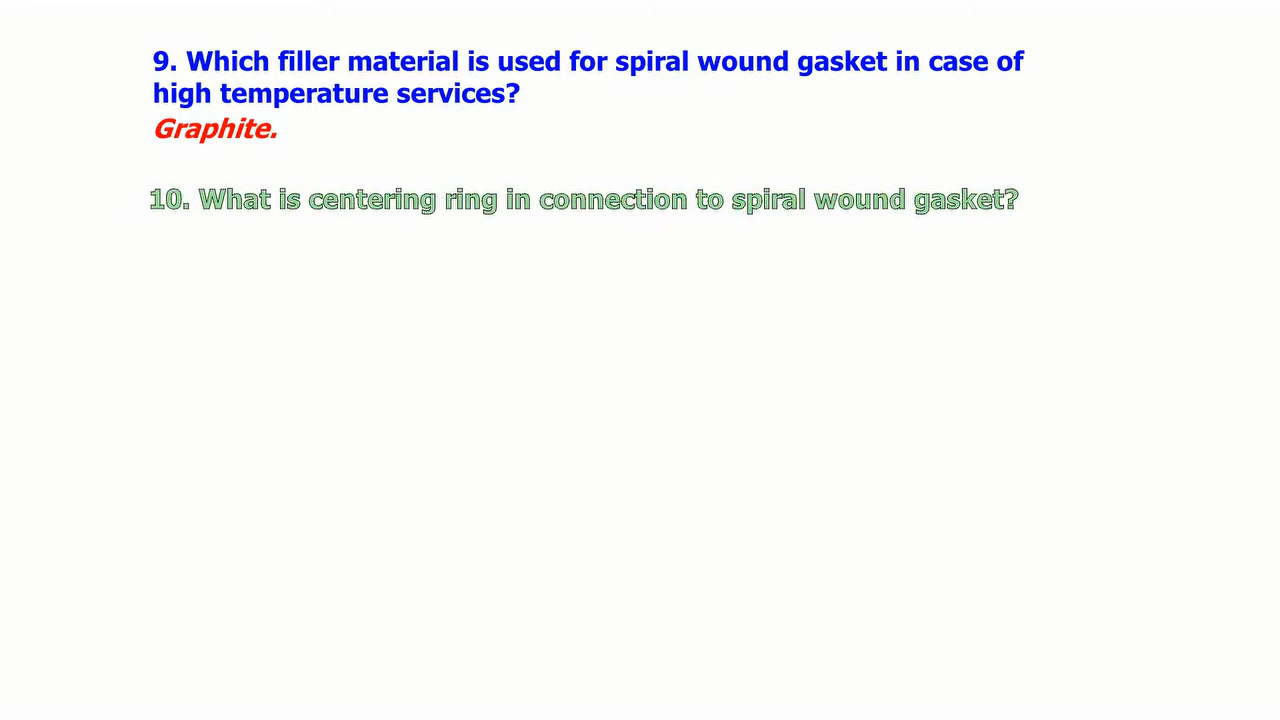 9. Which filler material is used for spiral wound gasket in case of
high temperature services?
Graphite.
10. What is centering ring in connection to spiral wound gasket?